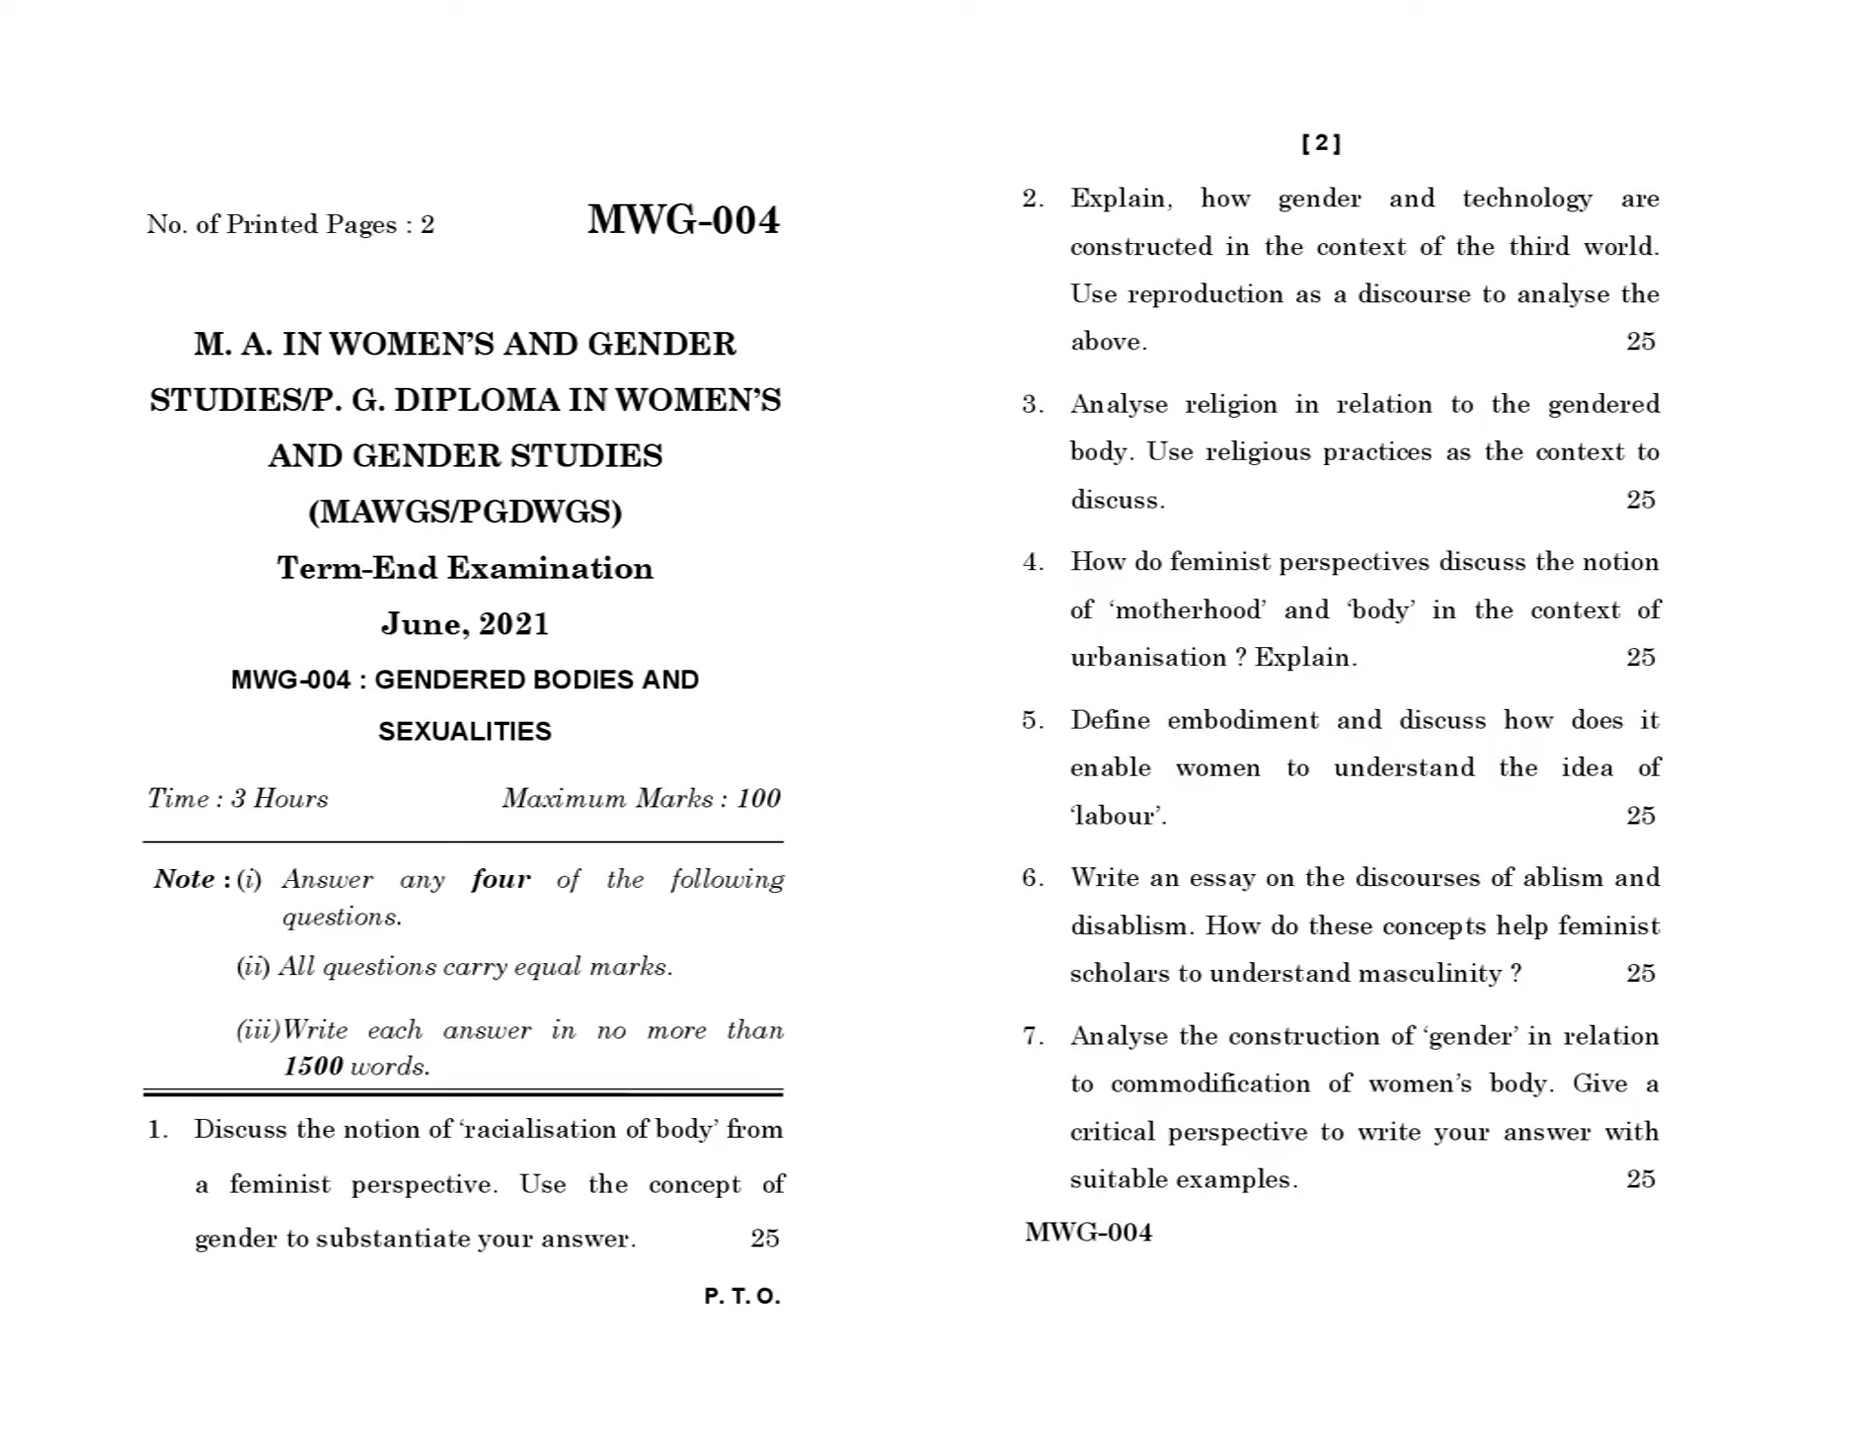 No. of Printed Pages : 2 MWG-004
M. A. IN WOMEN’S AND GENDER
STUDIES/P. G. DIPLOMA IN WOMEN’S
AND GENDER STUDIES
(MAWGS/PGDWGS)
Term-End Examination
June, 2021
MWG-004 : GENDERED BODIES AND
SEXUALITIES
Time : 3 Hours Maximum Marks : 100
Note : (i) Answer any four of the following
questions.
(ii) All questions carry equal marks.
(iii) Write each answer in no more than
1500 words.
1. Discuss the notion of ‘racialisation of body’ from
a feminist perspective. Use the concept of
gender to substantiate your answer. 25
P. T. O.
[ 2 ]
2. Explain, how gender and technology are
constructed in the context of the third world.
Use reproduction as a discourse to analyse the
above. 25
3. Analyse religion in relation to the gendered
body. Use religious practices as the context to
discuss. 25
4. How do feminist perspectives discuss the notion
of ‘motherhood’ and ‘body’ in the context of
urbanisation ? Explain. 25
5. Define embodiment and discuss how does it
enable women to understand the idea of
‘labour’. 25
6. Write an essay on the discourses of ablism and
disablism. How do these concepts help feminist
scholars to understand masculinity ? 25
7. Analyse the construction of ‘gender’ in relation
to commodification of women’s body. Give a
critical perspective to write your answer with
suitable examples. 25
MWG-004